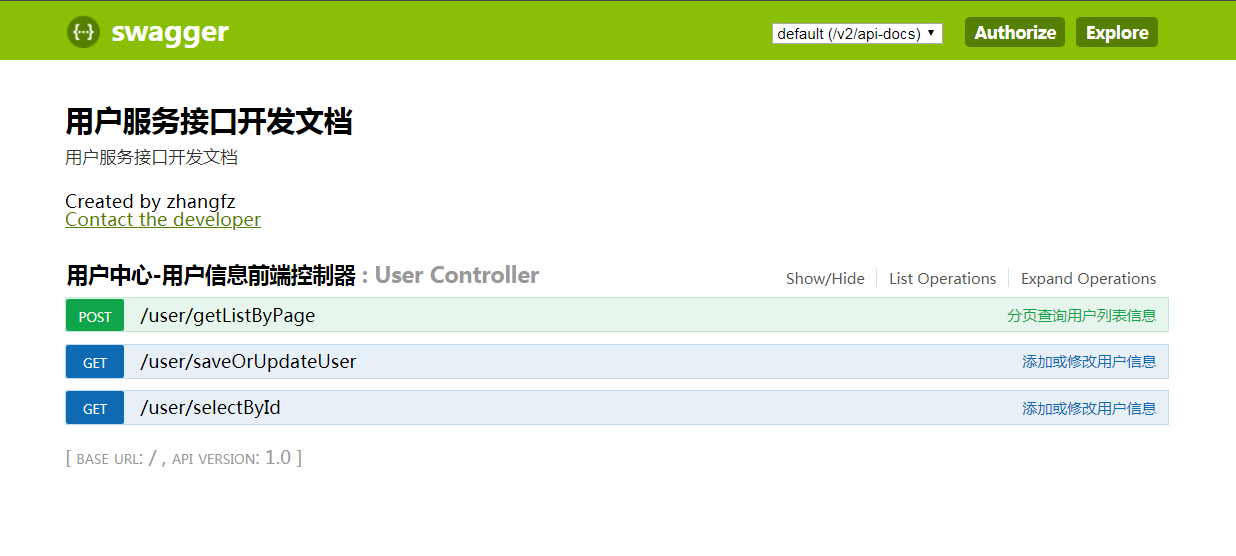 {···} swagger default (/v2/api-docs) Authorize Explore
用户服务接口开发文档
用户服务接口开发文档
Created by zhangfz
Contact the developer
用户中心-用户信息前端控制器 : User Controller Show/Hide List Operations Expand Operations
POST /user/getListByPage 分页查询用户列表信息
GET /user/saveOrUpdateUser 添加或修改用户信息
GET /user/selectById 添加或修改用户信息
[ BASE URL: / , API VERSION: 1.0 ]